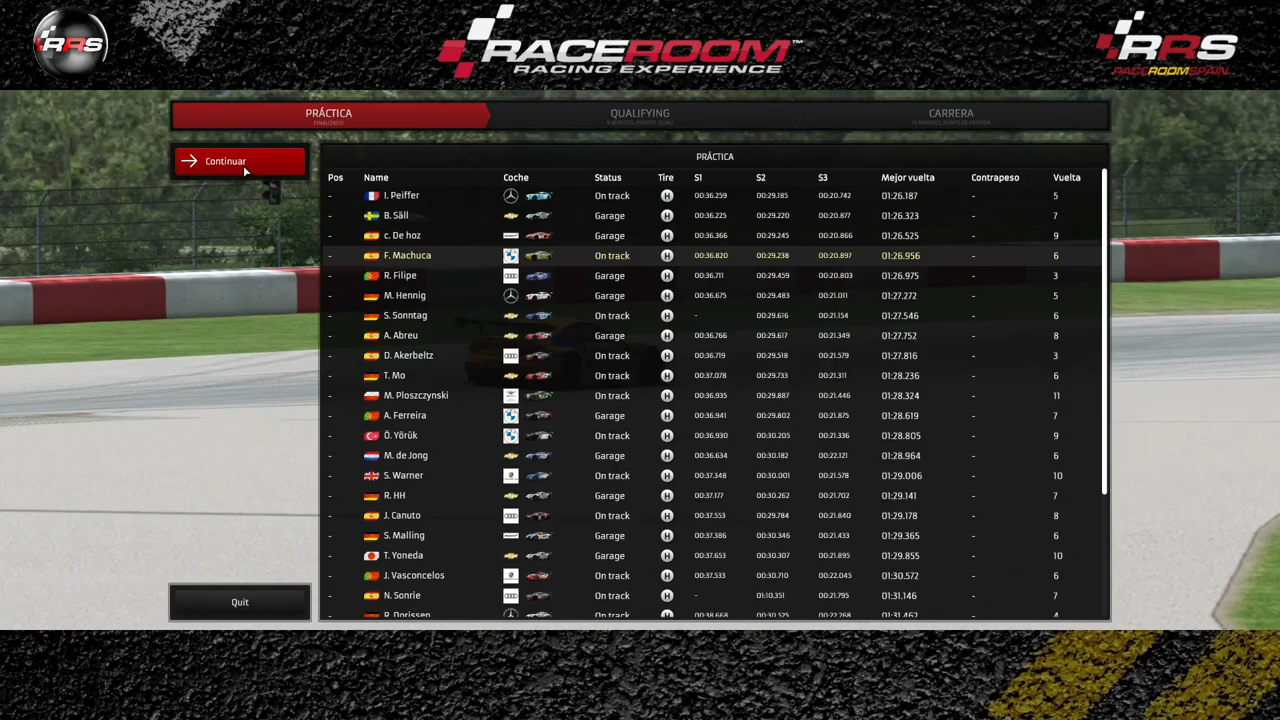 RRS
RACEROOM™
RACING EXPERIENCE
RRS
RACEROOMSPAIN
PRÁCTICA
FINALIZADO
QUALIFYING
CARRERA
Continuar
PRÁCTICA
Pos Name Coche Status Tire S1 S2 S3 Mejor vuelta Contrapeso Vuelta
- I. Peiffer On track H 00:36.259 00:29.185 00:20.742 01:26.187 - 5
- B. Säll Garage H 00:36.225 00:29.220 00:20.877 01:26.323 - 7
- c. De hoz Garage H 00:36.366 00:29.245 00:20.866 01:26.525 - 9
- F. Machuca On track H 00:36.820 00:29.238 00:20.897 01:26.956 - 6
- R. Filipe Garage H 00:36.711 00:29.459 00:20.803 01:26.975 - 3
- M. Hennig Garage H 00:36.675 00:29.483 00:21.011 01:27.272 - 5
- S. Sonntag On track H - 00:29.616 00:21.154 01:27.546 - 6
- A. Abreu Garage H 00:36.766 00:29.617 00:21.349 01:27.752 - 8
- D. Akerbeltz On track H 00:36.719 00:29.518 00:21.579 01:27.816 - 3
- T. Mo On track H 00:37.078 00:29.733 00:21.311 01:28.236 - 6
- M. Ploszczynski On track H 00:36.935 00:29.887 00:21.446 01:28.324 - 11
- A. Ferreira Garage H 00:36.941 00:29.802 00:21.875 01:28.619 - 7
- Ö. Yörük On track H 00:36.930 00:30.205 00:21.336 01:28.805 - 9
- M. de Jong Garage H 00:36.634 00:30.182 00:22.121 01:28.964 - 6
- S. Warner On track H 00:37.348 00:30.001 00:21.578 01:29.006 - 10
- R. HH Garage H 00:37.177 00:30.262 00:21.702 01:29.141 - 7
- J. Canuto On track H 00:37.553 00:29.784 00:21.840 01:29.178 - 8
- S. Malling Garage H 00:37.386 00:30.346 00:21.433 01:29.365 - 6
- T. Yoneda Garage H 00:37.653 00:30.307 00:21.895 01:29.855 - 10
- J. Vasconcelos On track H 00:37.533 00:30.710 00:22.045 01:30.572 - 6
- N. Sonrie On track H - 01:10.351 00:21.795 01:31.146 - 7
- R. Dorissen On track H 00:38.668 00:30.525 00:22.268 01:31.462 - 4
Quit